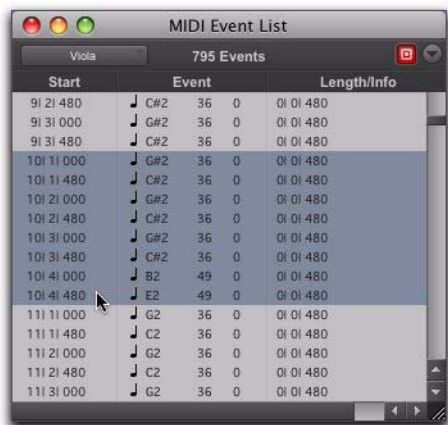 MIDI Event List
Viola 795 Events
Start Event Length/Info
9| 2| 480 C#2 36 0 0| 0| 480
9| 3| 000 G#2 36 0 0| 0| 480
9| 3| 480 C#2 36 0 0| 0| 480
10| 1| 000 G#2 36 0 0| 0| 480
10| 1| 480 C#2 36 0 0| 0| 480
10| 2| 000 G#2 36 0 0| 0| 480
10| 2| 480 C#2 36 0 0| 0| 480
10| 3| 000 G#2 36 0 0| 0| 480
10| 3| 480 C#2 36 0 0| 0| 480
10| 4| 000 B2 49 0 0| 0| 480
10| 4| 480 E2 49 0 0| 0| 480
11| 1| 000 G2 36 0 0| 0| 480
11| 1| 480 C2 36 0 0| 0| 480
11| 2| 000 G2 36 0 0| 0| 480
11| 2| 480 C2 36 0 0| 0| 480
11| 3| 000 G2 36 0 0| 0| 480